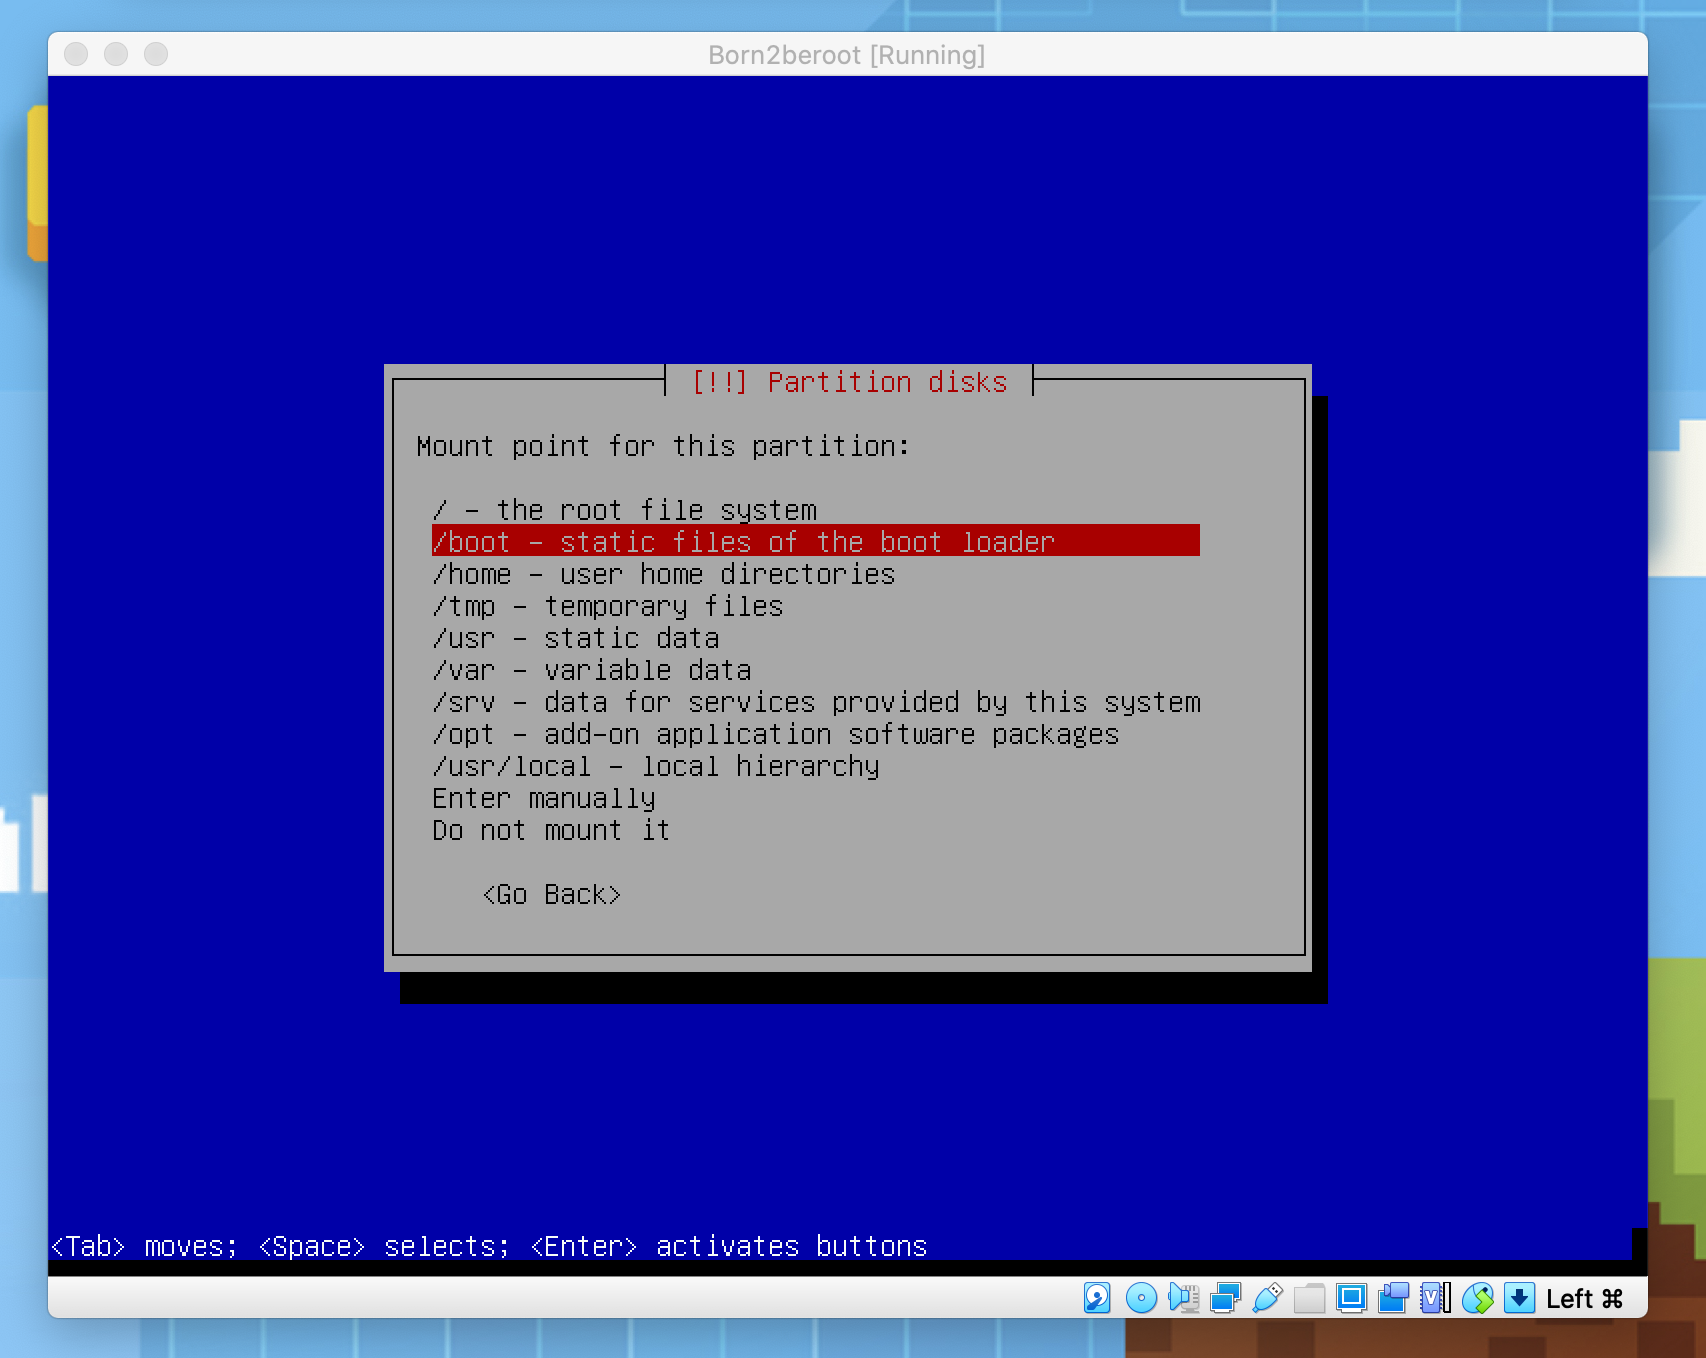 Born2beroot [Running]
[!!] Partition disks
Mount point for this partition:
/ - the root file system
/boot - static files of the boot loader
/home - user home directories
/tmp - temporary files
/usr - static data
/var - variable data
/srv - data for services provided by this system
/opt - add-on application software packages
/usr/local - local hierarchy
Enter manually
Do not mount it
<Go Back>
<Tab> moves; <Space> selects; <Enter> activates buttons
Left ⌘